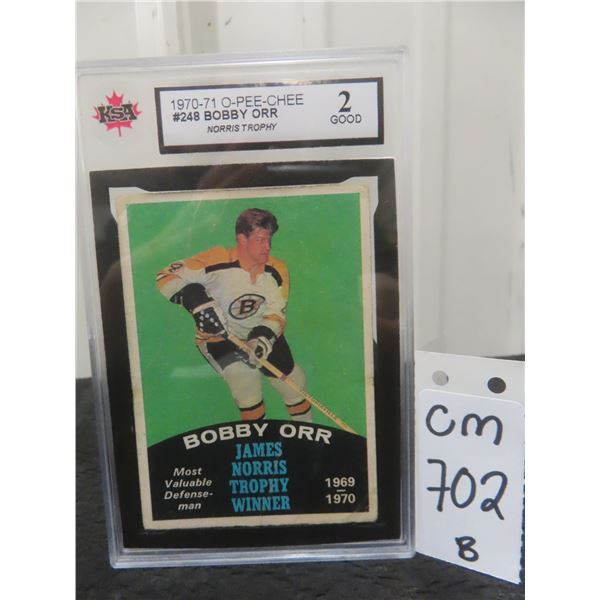 KSA
1970-71 O-PEE-CHEE
#248 BOBBY ORR
NORRIS TROPHY
2
GOOD
B
BOBBY ORR
JAMES
NORRIS
TROPHY
WINNER
Most
Valuable
Defense-
man
1969
–
1970
CM
702
B